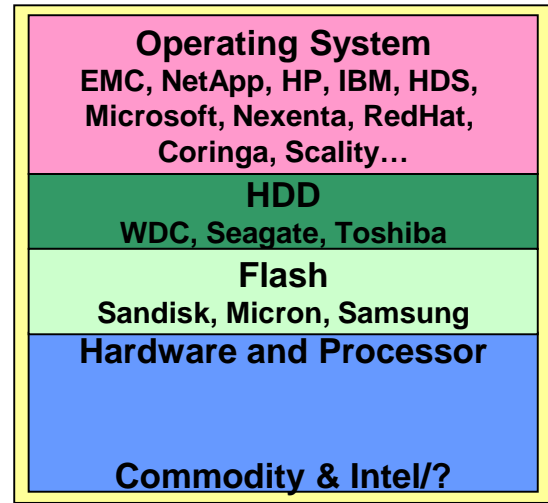 Operating System
EMC, NetApp, HP, IBM, HDS,
Microsoft, Nexenta, RedHat,
Coringa, Scality…
HDD
WDC, Seagate, Toshiba
Flash
Sandisk, Micron, Samsung
Hardware and Processor
Commodity & Intel/?